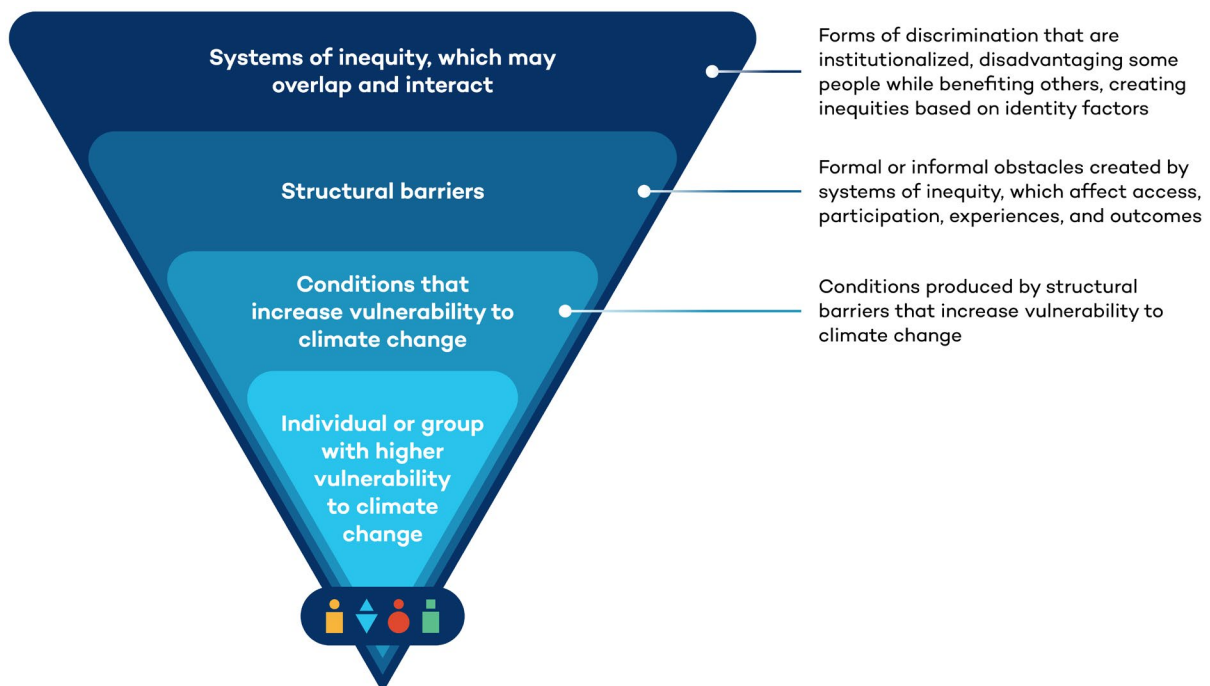 Systems of inequity, which may
overlap and interact
Forms of discrimination that are
institutionalized, disadvantaging some
people while benefiting others, creating
inequities based on identity factors
Structural barriers
Formal or informal obstacles created by
systems of inequity, which affect access,
participation, experiences, and outcomes
Conditions that
increase vulnerability to
climate change
Conditions produced by structural
barriers that increase vulnerability to
climate change
Individual or group
with higher
vulnerability
to climate
change